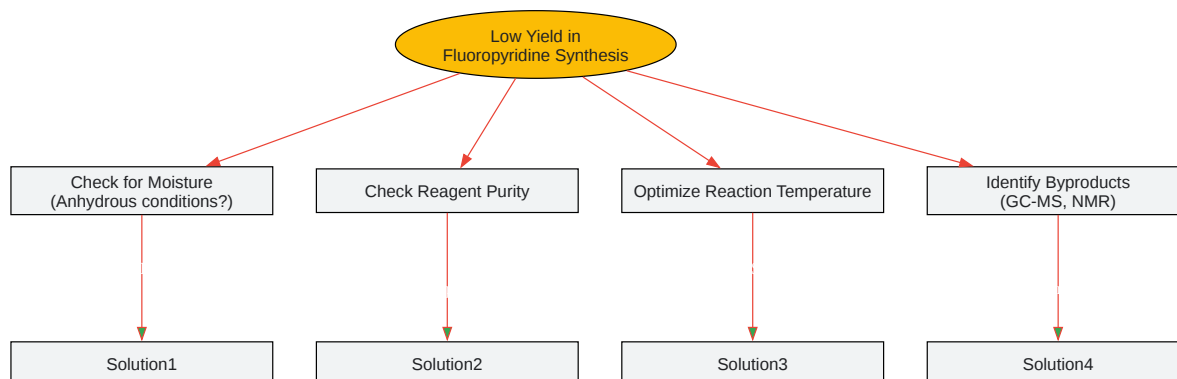 Low Yield in
Fluoropyridine Synthesis
Check for Moisture
(Anhydrous conditions?)
Check Reagent Purity
Optimize Reaction Temperature
Identify Byproducts
(GC-MS, NMR)
Solution1
Solution2
Solution3
Solution4